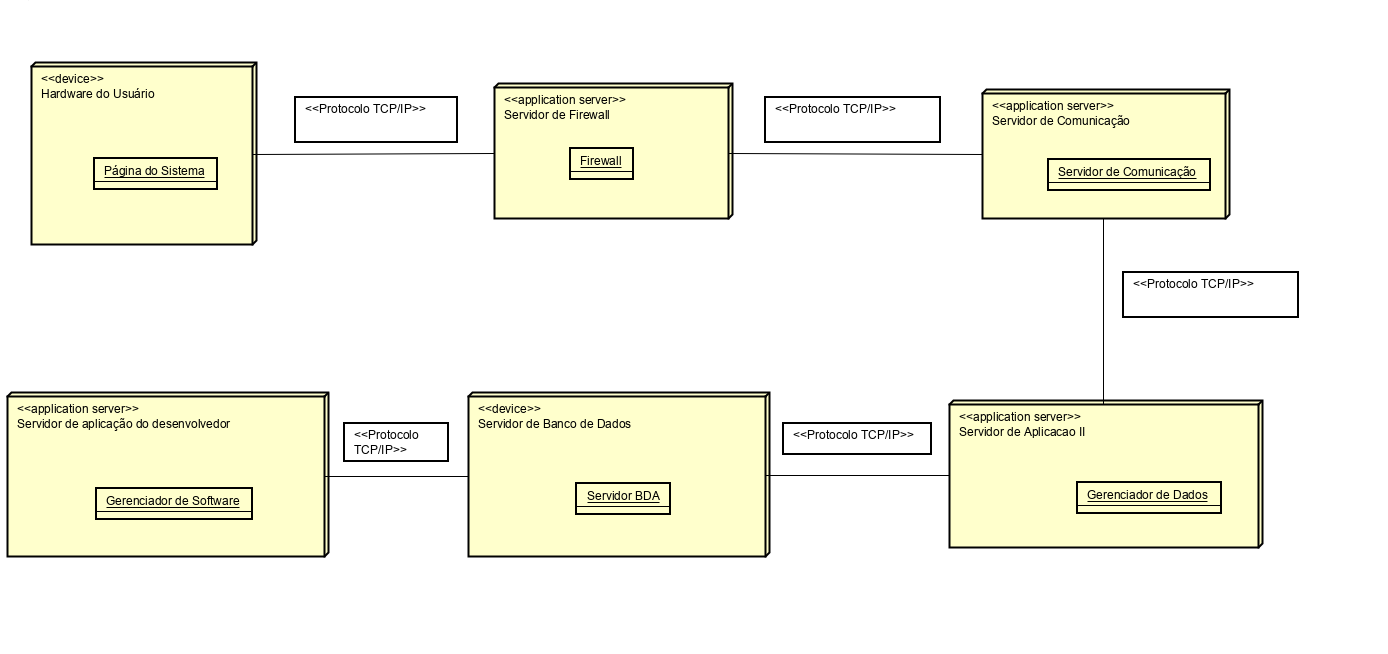 <<device>>
Hardware do Usuário
Página do Sistema
<<Protocolo TCP/IP>>
<<application server>>
Servidor de Firewall
Firewall
<<Protocolo TCP/IP>>
<<application server>>
Servidor de Comunicação
Servidor de Comunicação
<<Protocolo TCP/IP>>
<<application server>>
Servidor de aplicação do desenvolvedor
Gerenciador de Software
<<Protocolo
TCP/IP>>
<<device>>
Servidor de Banco de Dados
Servidor BDA
<<Protocolo TCP/IP>>
<<application server>>
Servidor de Aplicacao II
Gerenciador de Dados